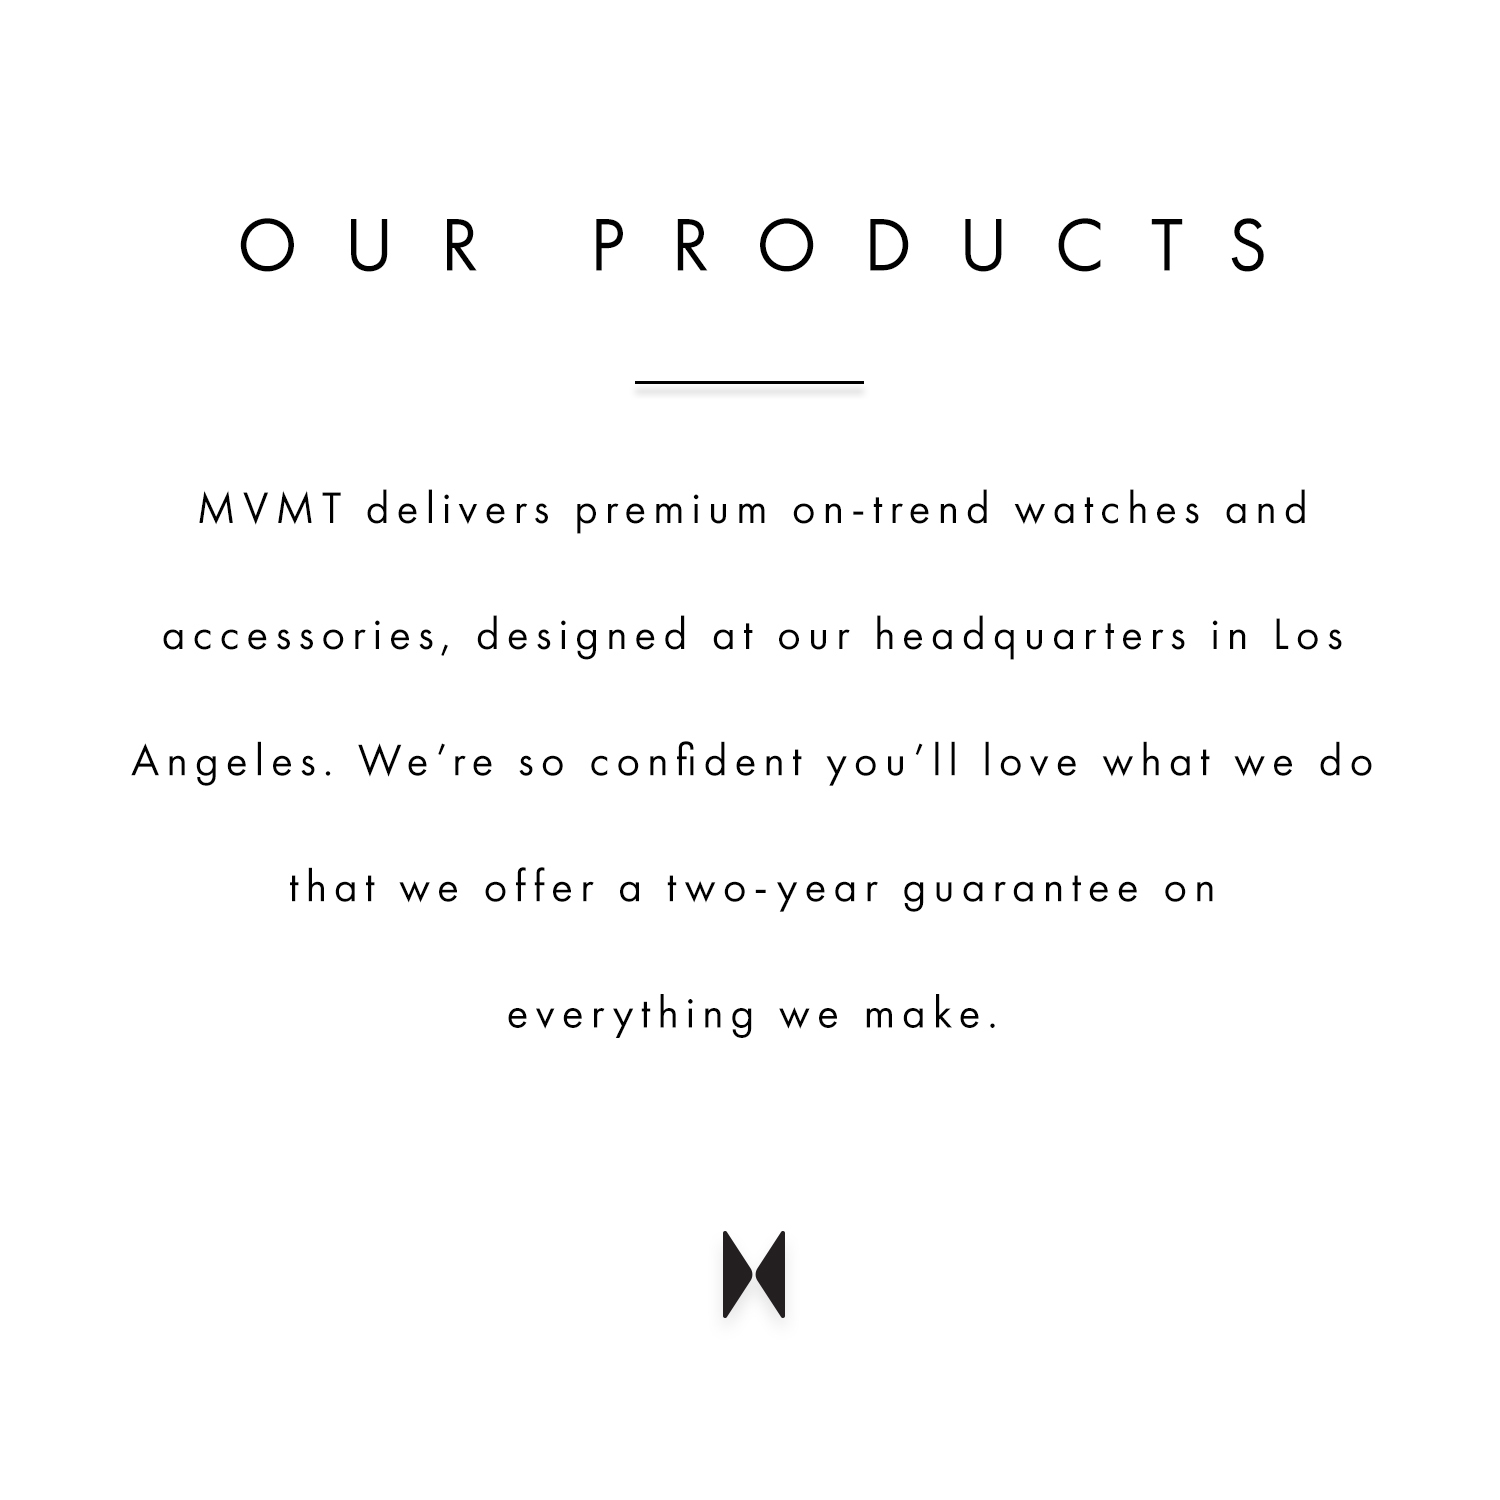 OUR PRODUCTS
MVMT delivers premium on-trend watches and
accessories, designed at our headquarters in Los
Angeles. We’re so confident you’ll love what we do
that we offer a two-year guarantee on
everything we make.